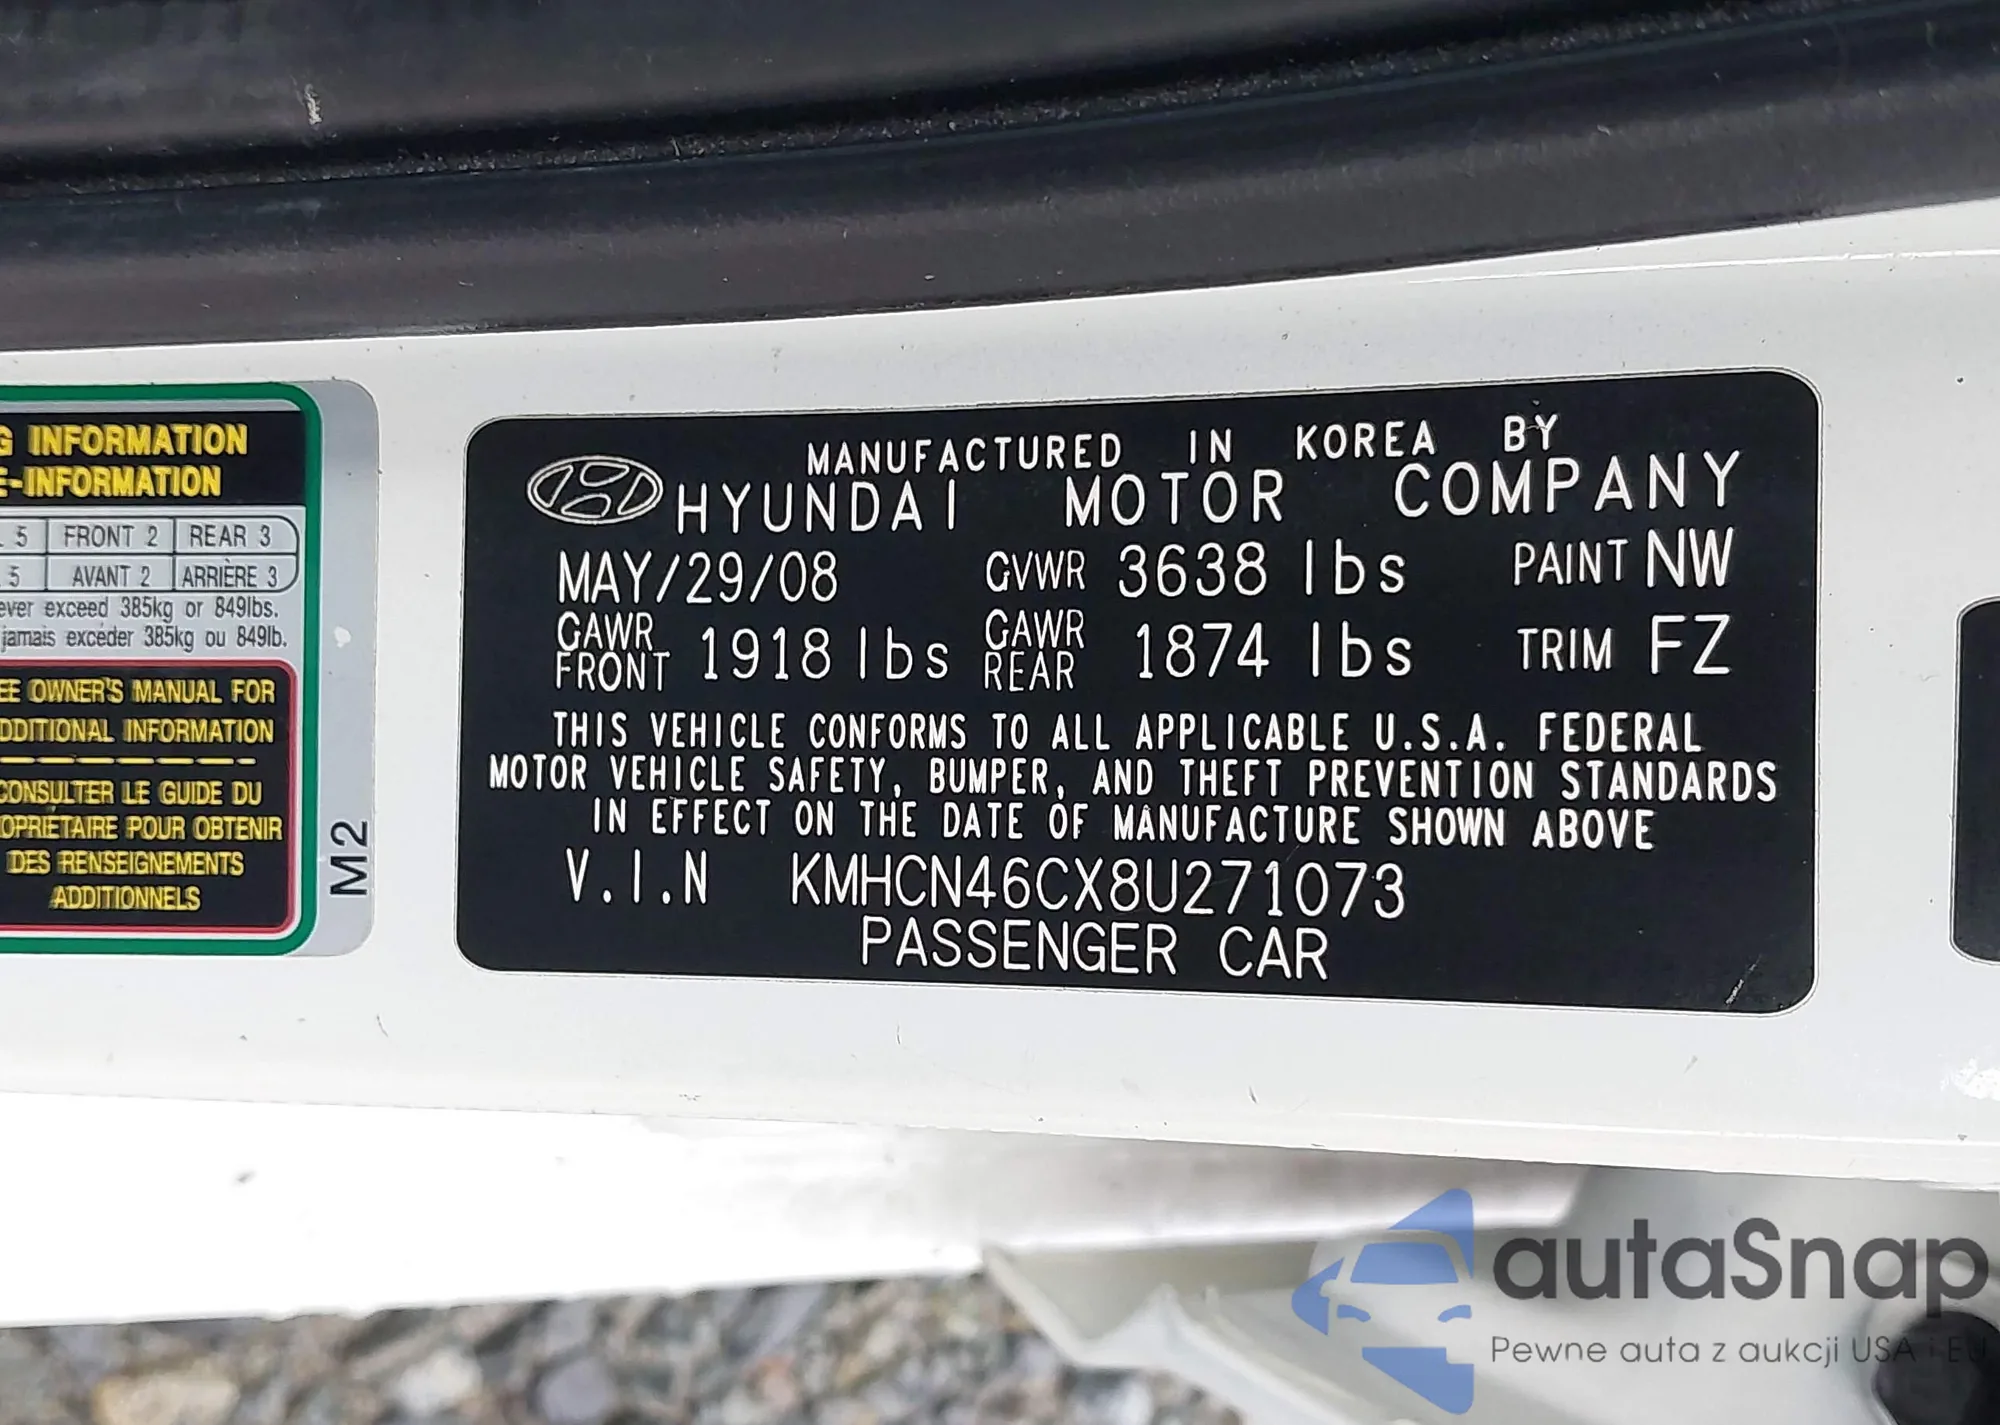 G INFORMATION
E-INFORMATION
5 FRONT 2 REAR 3
5 AVANT 2 ARRIÈRE 3
ever exceed 385kg or 849lbs.
jamais excéder 385kg ou 849lb.
EE OWNER'S MANUAL FOR
DDITIONAL INFORMATION
CONSULTER LE GUIDE DU
OPRIÉTAIRE POUR OBTENIR
DES RENSEIGNEMENTS
ADDITIONNELS
M2
MANUFACTURED IN KOREA BY
HYUNDAI MOTOR COMPANY
MAY/29/08 GVWR 3638 lbs PAINT NW
GAWR FRONT 1918 lbs GAWR REAR 1874 lbs TRIM FZ
THIS VEHICLE CONFORMS TO ALL APPLICABLE U.S.A. FEDERAL
MOTOR VEHICLE SAFETY, BUMPER, AND THEFT PREVENTION STANDARDS
IN EFFECT ON THE DATE OF MANUFACTURE SHOWN ABOVE
V.I.N KMHCN46CX8U271073
PASSENGER CAR
autaSnap
Pewne auta z aukcji USA i EU